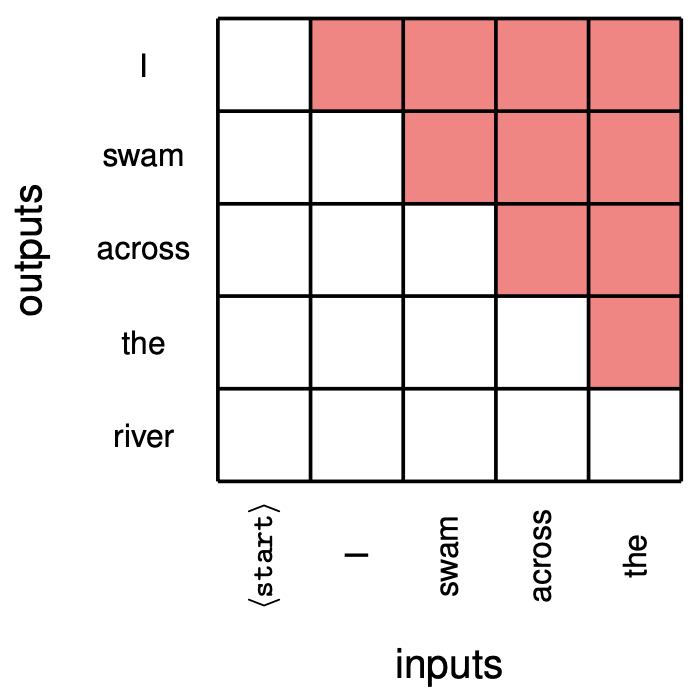 outputs
I
swam
across
the
river
⟨start⟩
I
swam
across
the
inputs